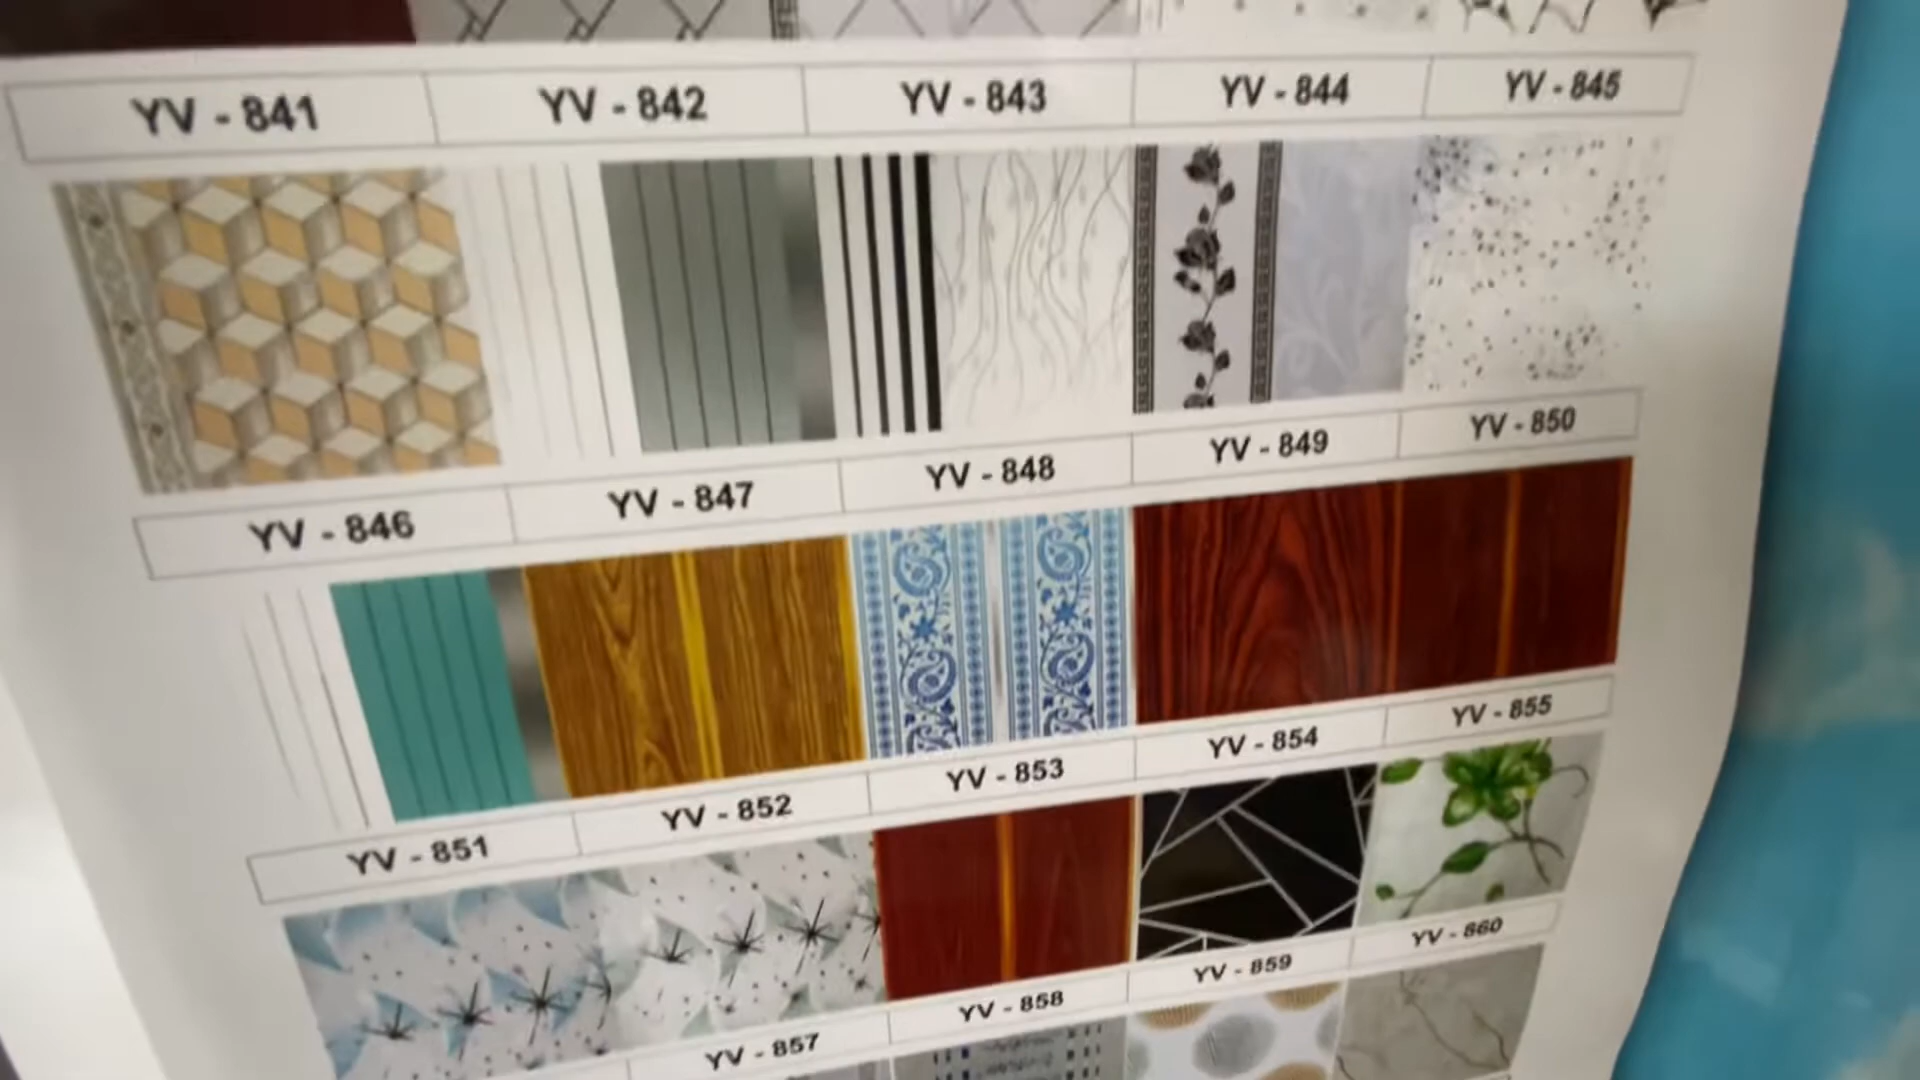 YV - 841 YV - 842 YV - 843 YV - 844 YV - 845
YV - 846 YV - 847 YV - 848 YV - 849 YV - 850
YV - 851 YV - 852 YV - 853 YV - 854 YV - 855
YV - 857 YV - 858 YV - 859 YV - 860